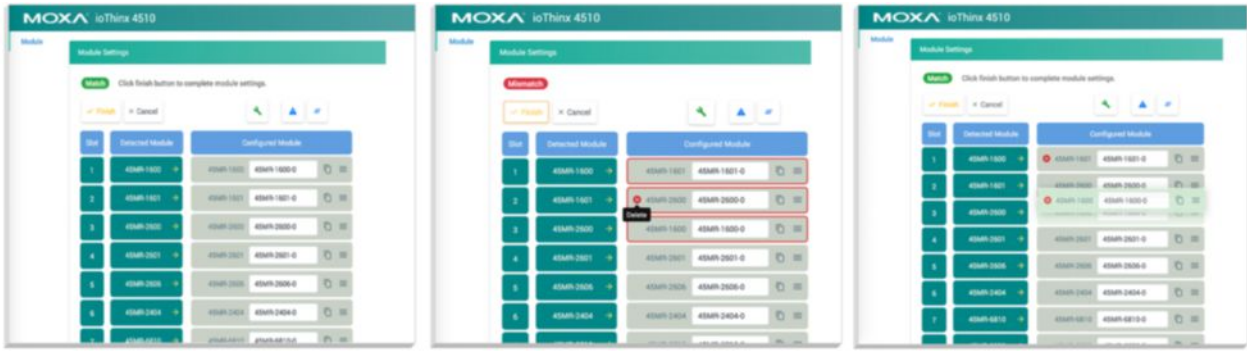 MOXA ioThinx 4510
Module
Module Settings
Match Click finish button to complete module settings.
Finish × Cancel
Slot Detected Module Configured Module
1 45MR-1600 45MR-1600 45MR-1600-0
2 45MR-1601 45MR-1601 45MR-1601-0
3 45MR-2600 45MR-2600 45MR-2600-0
4 45MR-2601 45MR-2601 45MR-2601-0
5 45MR-2606 45MR-2606 45MR-2606-0
6 45MR-2404 45MR-2404 45MR-2404-0
MOXA ioThinx 4510
Module
Module Settings
Mismatch
Finish × Cancel
Slot Detected Module Configured Module
1 45MR-1600 45MR-1601 45MR-1601-0
2 45MR-1601 45MR-2600 45MR-2600-0
Delete
3 45MR-2600 45MR-1600 45MR-1600-0
4 45MR-2601 45MR-2601 45MR-2601-0
5 45MR-2606 45MR-2606 45MR-2606-0
6 45MR-2404 45MR-2404 45MR-2404-0
MOXA ioThinx 4510
Module
Module Settings
Match Click finish button to complete module settings.
Finish × Cancel
Slot Detected Module Configured Module
1 45MR-1600 45MR-1601 45MR-1601-0
2 45MR-1601 45MR-2600 45MR-2600-0
45MR-1600 45MR-1600-0
3 45MR-2600
4 45MR-2601 45MR-2601 45MR-2601-0
5 45MR-2606 45MR-2606 45MR-2606-0
6 45MR-2404 45MR-2404 45MR-2404-0
7 45MR-6810 45MR-6810 45MR-6810-0